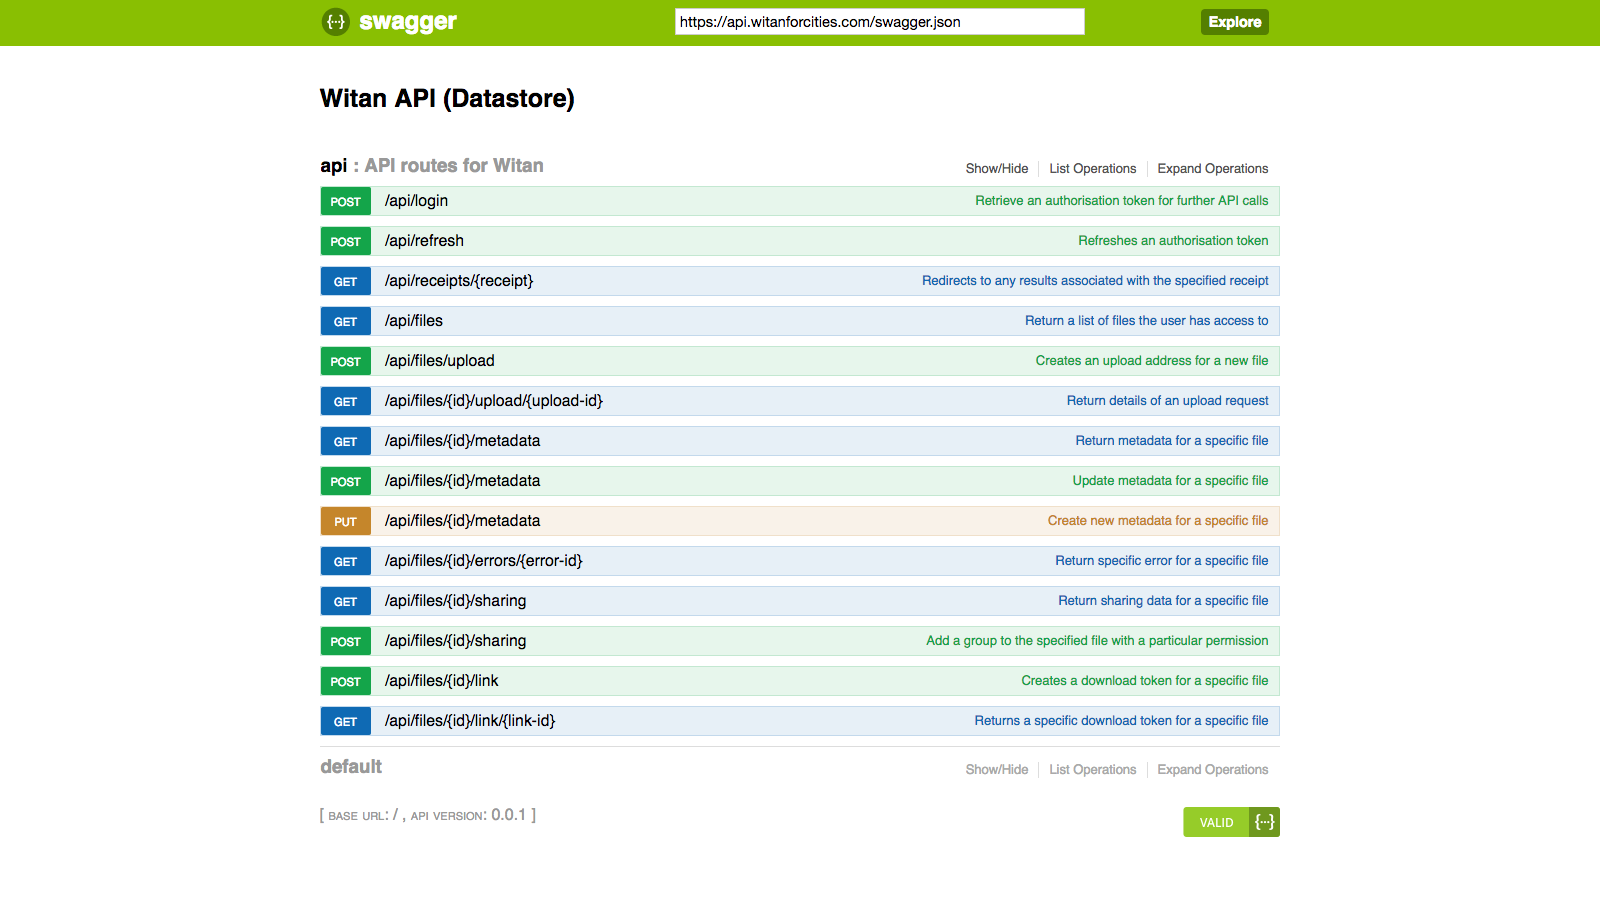 {···} swagger https://api.witanforcities.com/swagger.json Explore
Witan API (Datastore)
api : API routes for Witan Show/Hide List Operations Expand Operations
POST /api/login Retrieve an authorisation token for further API calls
POST /api/refresh Refreshes an authorisation token
GET /api/receipts/{receipt} Redirects to any results associated with the specified receipt
GET /api/files Return a list of files the user has access to
POST /api/files/upload Creates an upload address for a new file
GET /api/files/{id}/upload/{upload-id} Return details of an upload request
GET /api/files/{id}/metadata Return metadata for a specific file
POST /api/files/{id}/metadata Update metadata for a specific file
PUT /api/files/{id}/metadata Create new metadata for a specific file
GET /api/files/{id}/errors/{error-id} Return specific error for a specific file
GET /api/files/{id}/sharing Return sharing data for a specific file
POST /api/files/{id}/sharing Add a group to the specified file with a particular permission
POST /api/files/{id}/link Creates a download token for a specific file
GET /api/files/{id}/link/{link-id} Returns a specific download token for a specific file
default Show/Hide List Operations Expand Operations
[ BASE URL: / , API VERSION: 0.0.1 ] VALID {···}